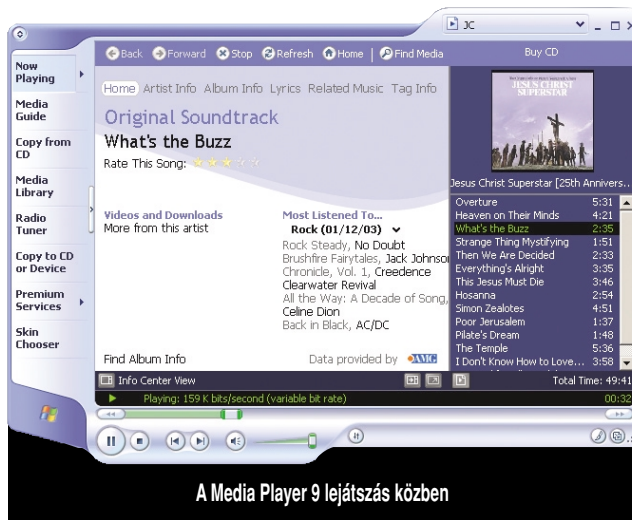 JC
Back Forward Stop Refresh Home Find Media Buy CD
Now Playing
Media Guide
Copy from CD
Media Library
Radio Tuner
Copy to CD or Device
Premium Services
Skin Chooser
Home Artist Info Album Info Lyrics Related Music Tag Info
Original Soundtrack
What's the Buzz
Rate This Song:
Videos and Downloads
More from this artist
Most Listened To...
Rock (01/12/03)
Rock Steady, No Doubt
Brushfire Fairytales, Jack Johnson
Chronicle, Vol. 1, Creedence
Clearwater Revival
All the Way: A Decade of Song,
Celine Dion
Back in Black, AC/DC
Find Album Info
Data provided by AMG
JESUS CHRIST
SUPERSTAR
Jesus Christ Superstar [25th Annivers...
Overture 5:31
Heaven on Their Minds 4:21
What's the Buzz 2:35
Strange Thing Mystifying 1:51
Then We Are Decided 2:33
Everything's Alright 3:35
This Jesus Must Die 3:46
Hosanna 2:54
Simon Zealotes 4:51
Poor Jerusalem 1:37
Pilate's Dream 1:48
The Temple 5:36
I Don't Know How to Love... 3:58
Info Center View
Total Time: 49:41
Playing: 159 K bits/second (variable bit rate) 00:32
A Media Player 9 lejátszás közben